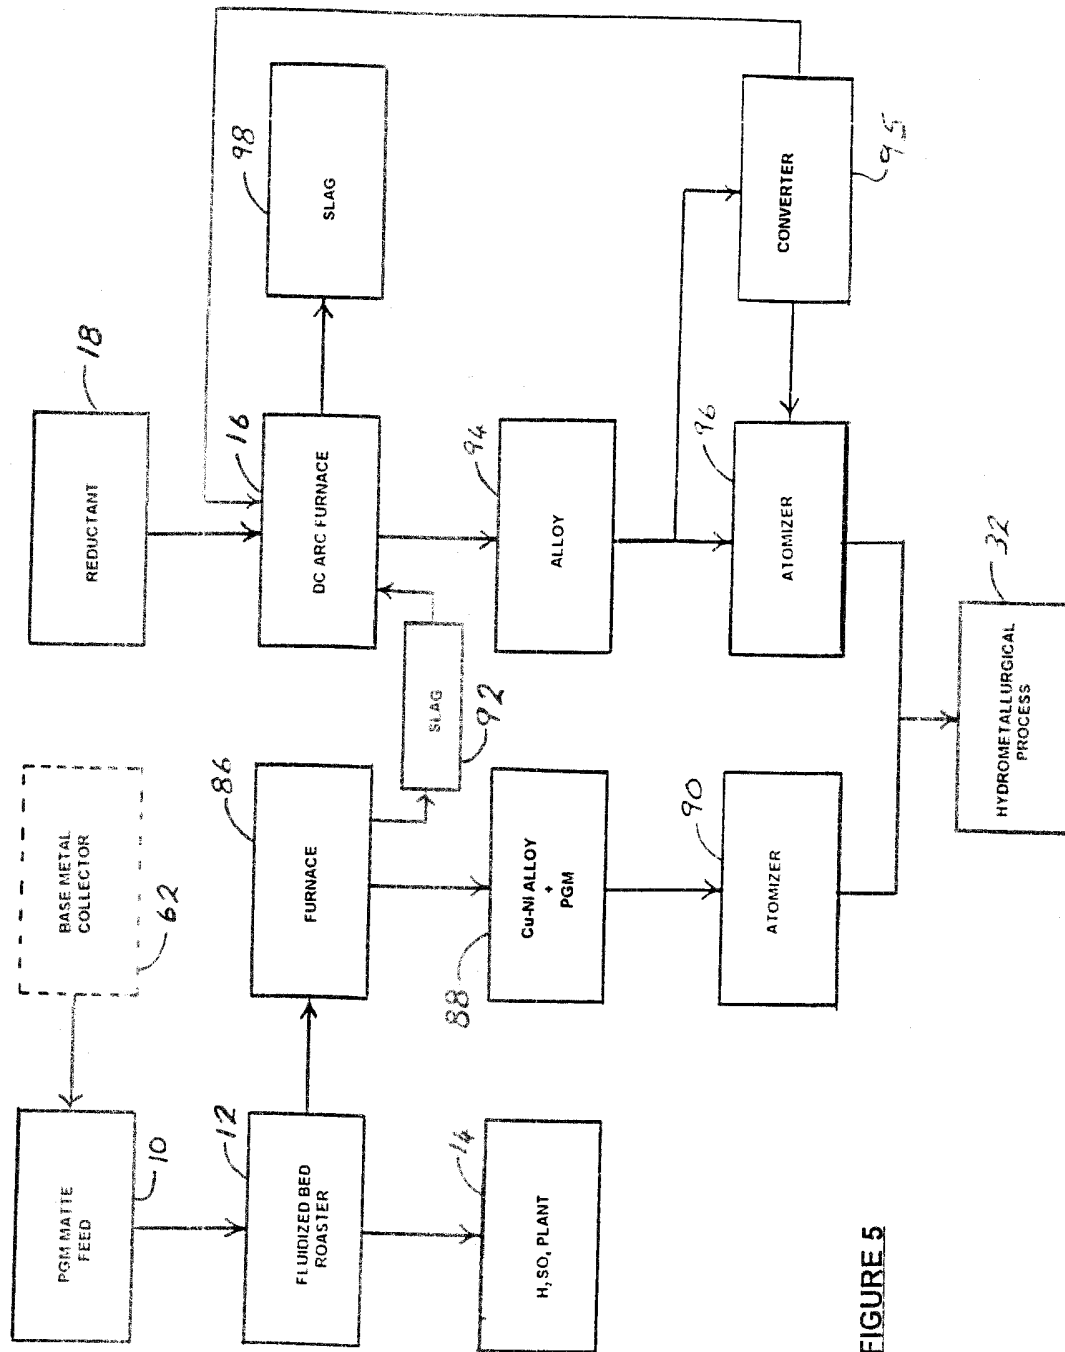 BASE METAL
COLLECTOR
62
REDUCTANT
18
PGM MATTE
FEED
10
FLUIDIZED BED
ROASTER
12
FURNACE
86
DC ARC FURNACE
16
SLAG
98
SLAG
92
H2SO4 PLANT
14
Cu-Ni ALLOY
+
PGM
88
ALLOY
94
ATOMIZER
90
ATOMIZER
96
CONVERTER
95
HYDROMETALLURGICAL
PROCESS
32
FIGURE 5